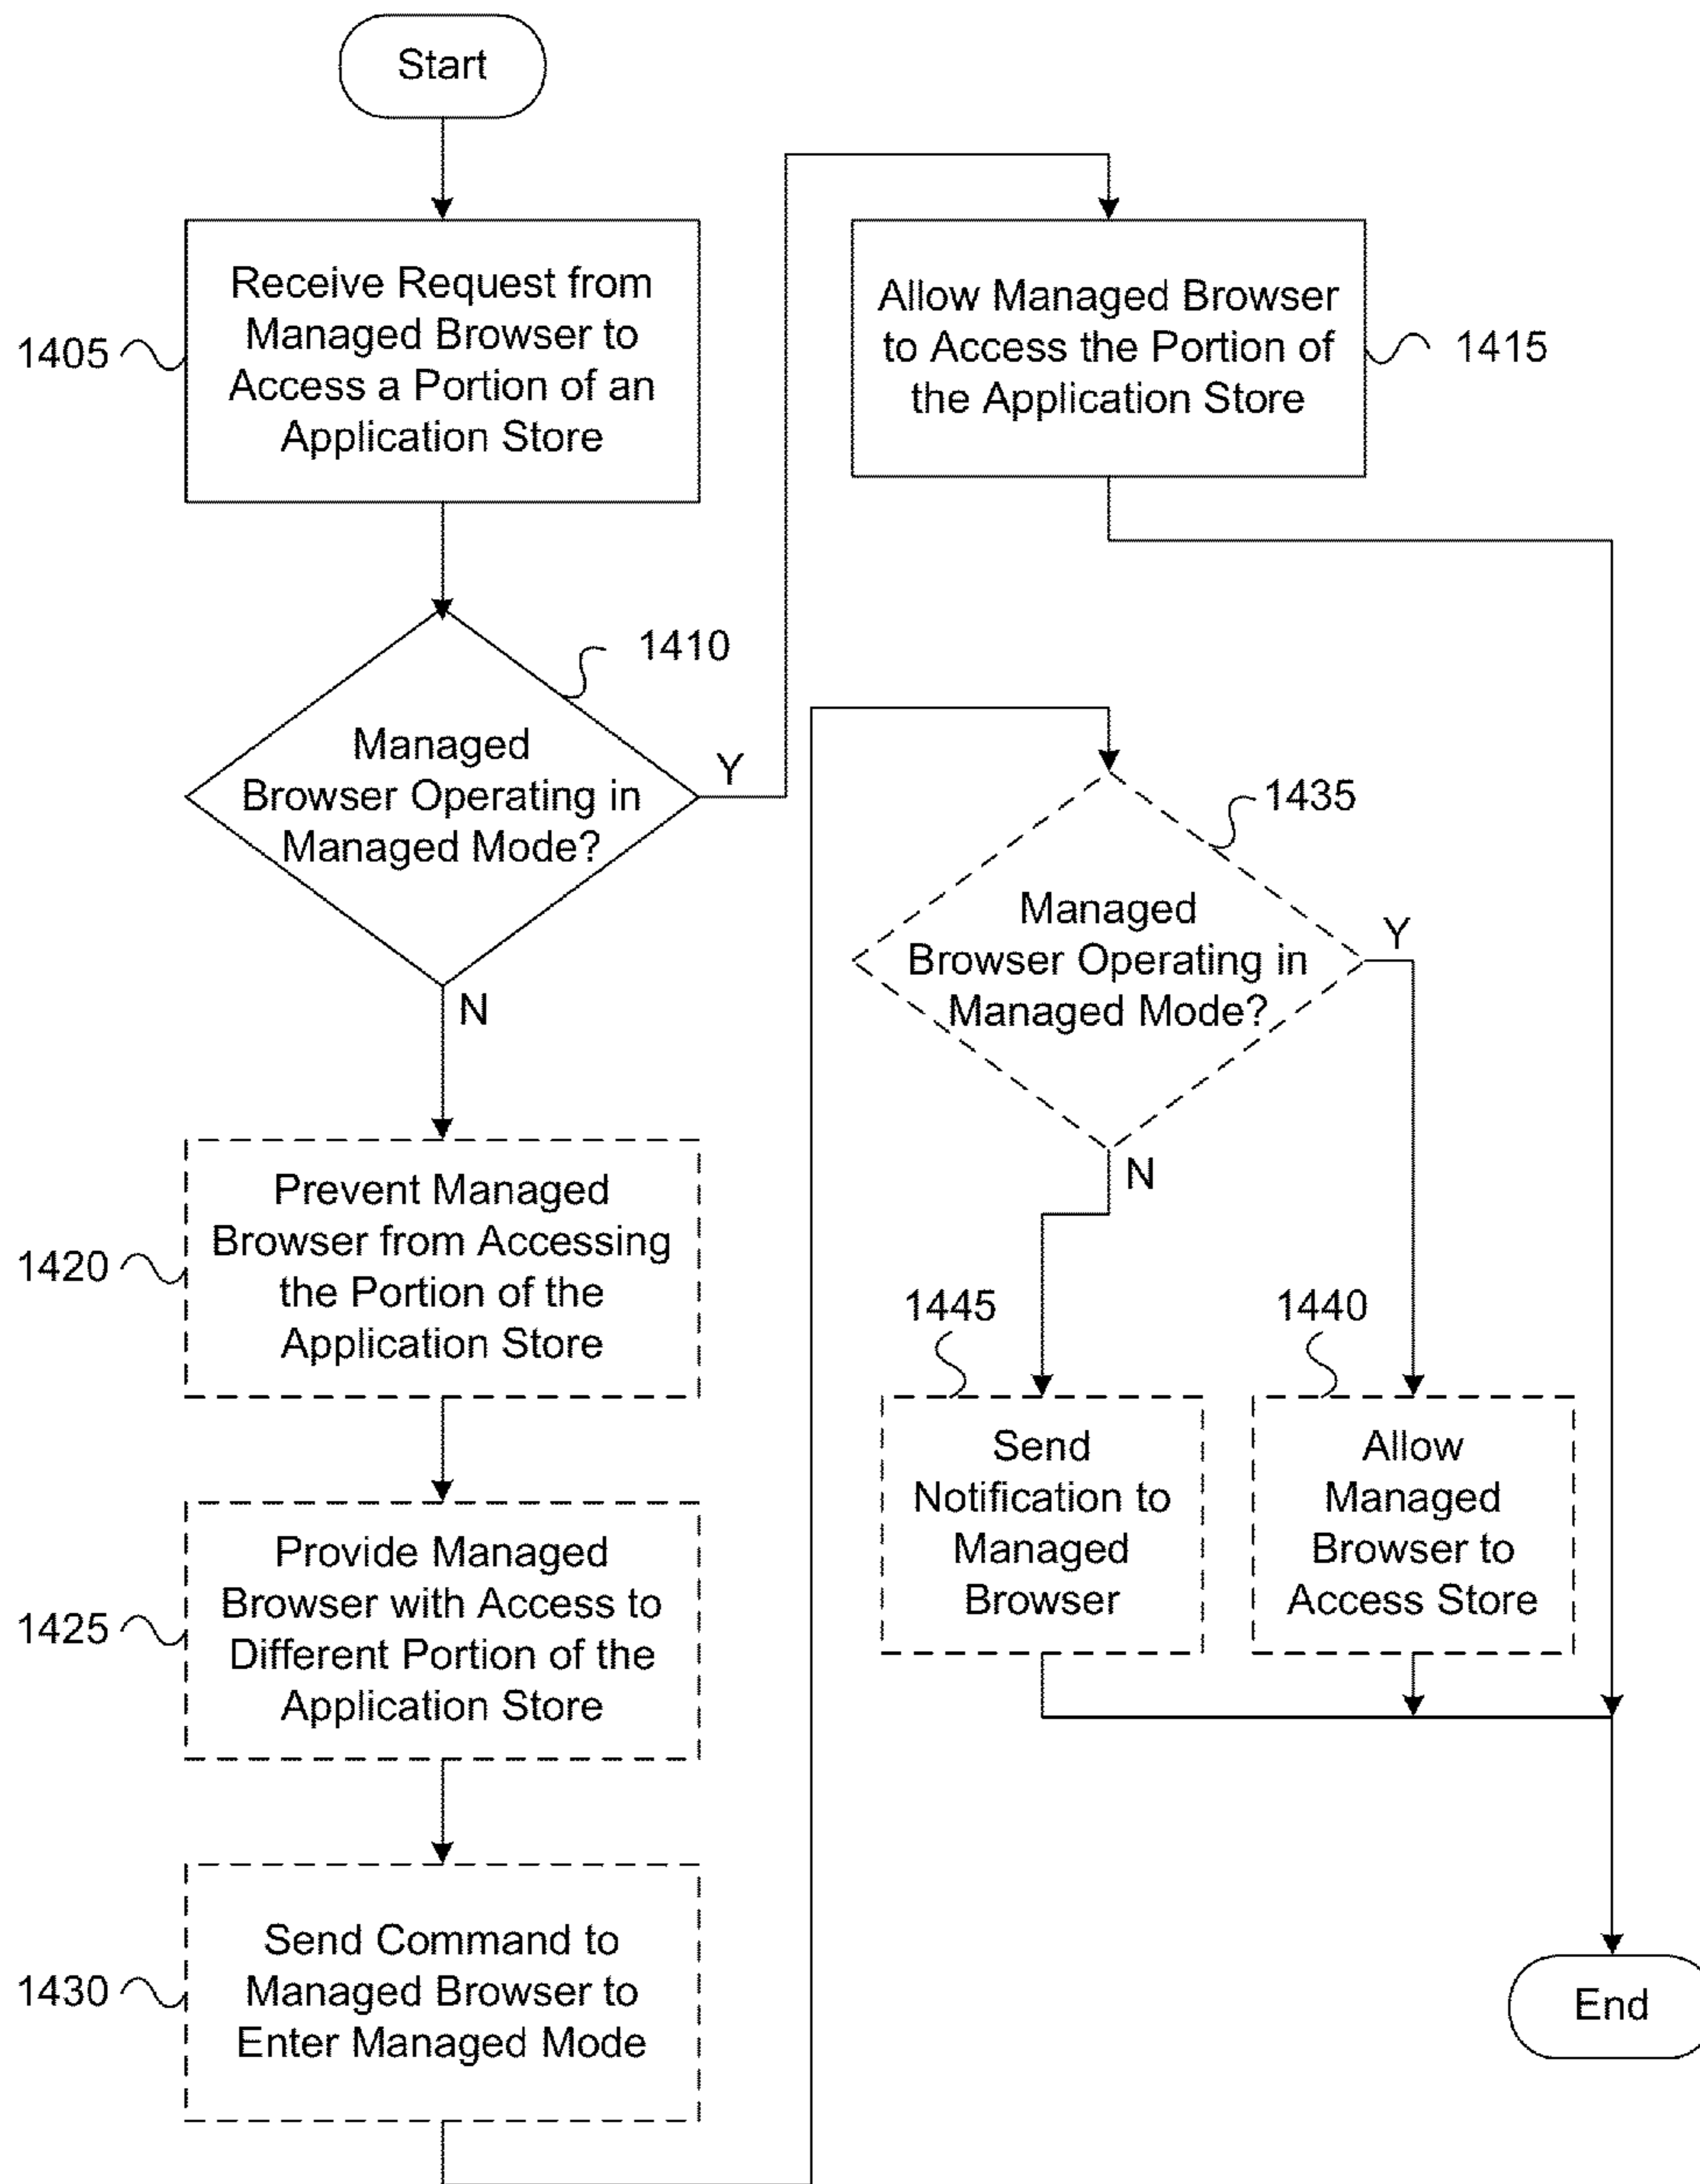 Start
1405
Receive Request from
Managed Browser to
Access a Portion of an
Application Store
1410
Managed
Browser Operating in
Managed Mode?
Y
N
1415
Allow Managed Browser
to Access the Portion of
the Application Store
1420
Prevent Managed
Browser from Accessing
the Portion of the
Application Store
1425
Provide Managed
Browser with Access to
Different Portion of the
Application Store
1430
Send Command to
Managed Browser to
Enter Managed Mode
1435
Managed
Browser Operating in
Managed Mode?
Y
N
1445
Send
Notification to
Managed
Browser
1440
Allow
Managed
Browser to
Access Store
End